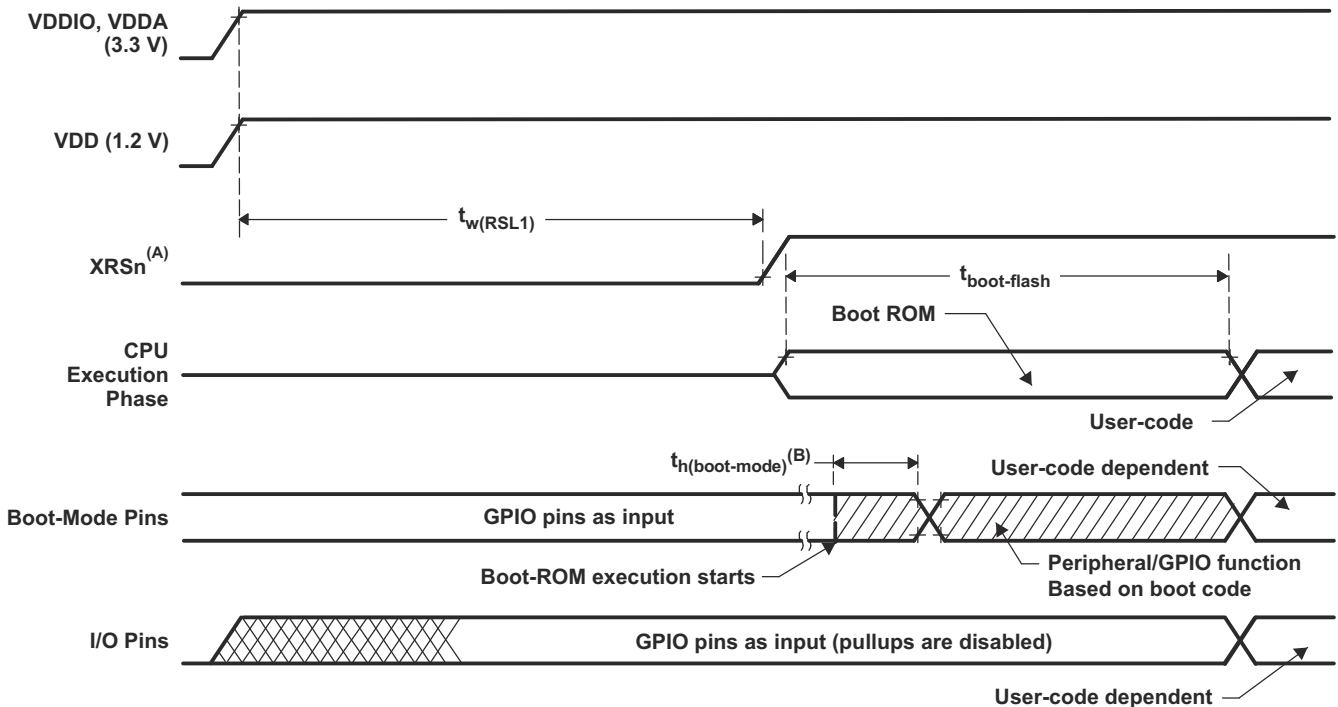 VDDIO, VDDA
(3.3 V)
VDD (1.2 V)
tw(RSL1)
XRSn(A)
tboot-flash
Boot ROM
CPU
Execution
Phase
User-code
th(boot-mode)(B)
User-code dependent
Boot-Mode Pins
GPIO pins as input
Boot-ROM execution starts
Peripheral/GPIO function
Based on boot code
I/O Pins
GPIO pins as input (pullups are disabled)
User-code dependent